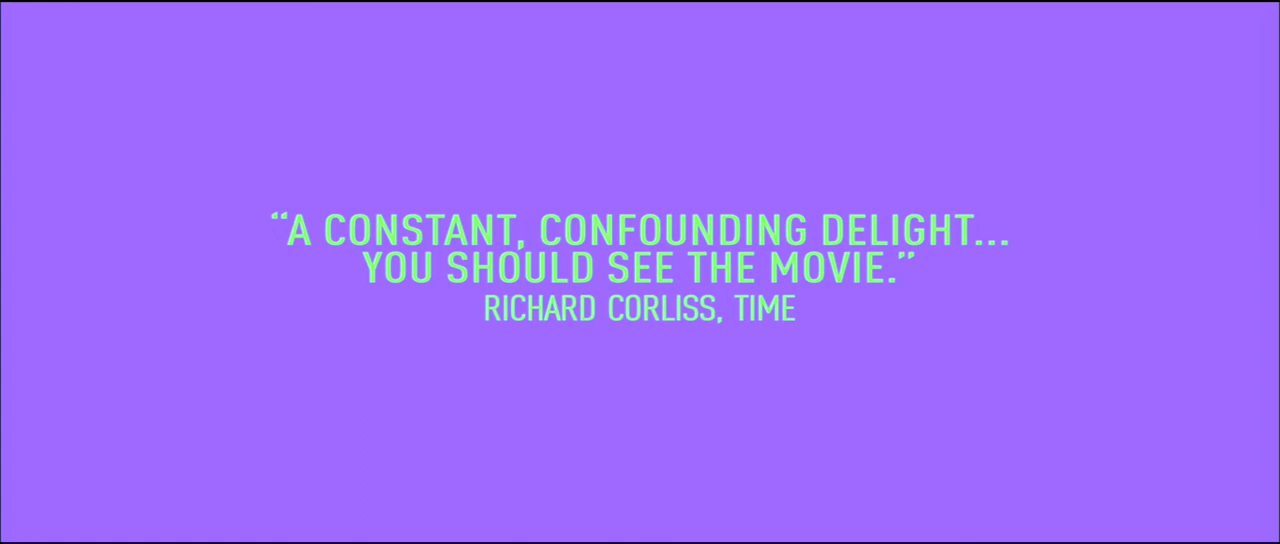 “A CONSTANT, CONFOUNDING DELIGHT...
YOU SHOULD SEE THE MOVIE.”
RICHARD CORLISS, TIME